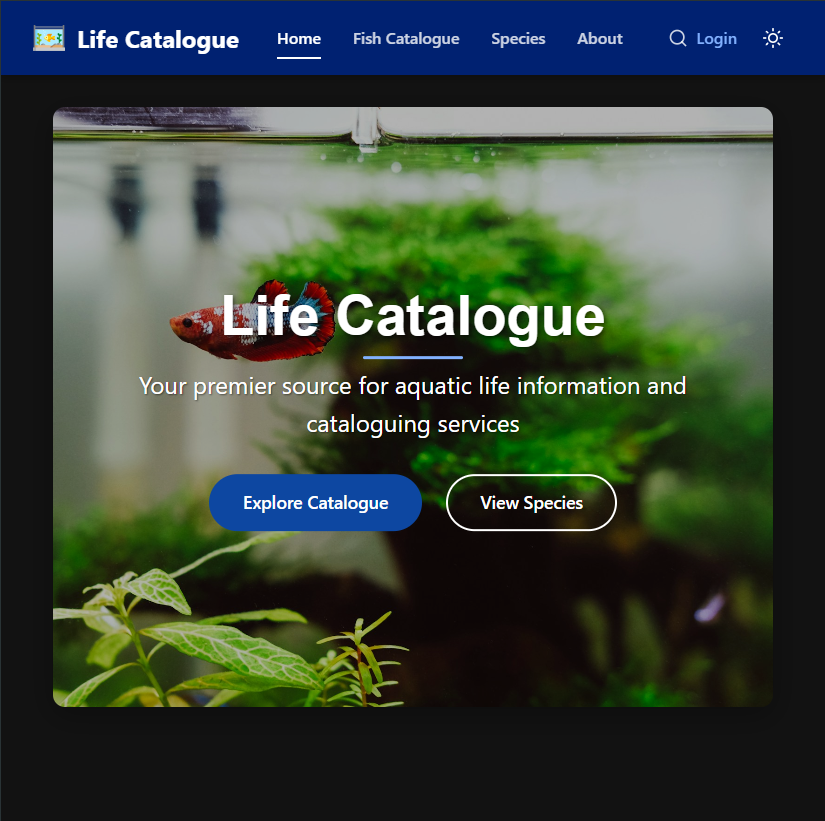 Life Catalogue
Home
Fish Catalogue
Species
About
Login
Life Catalogue
Your premier source for aquatic life information and
cataloguing services
Explore Catalogue
View Species